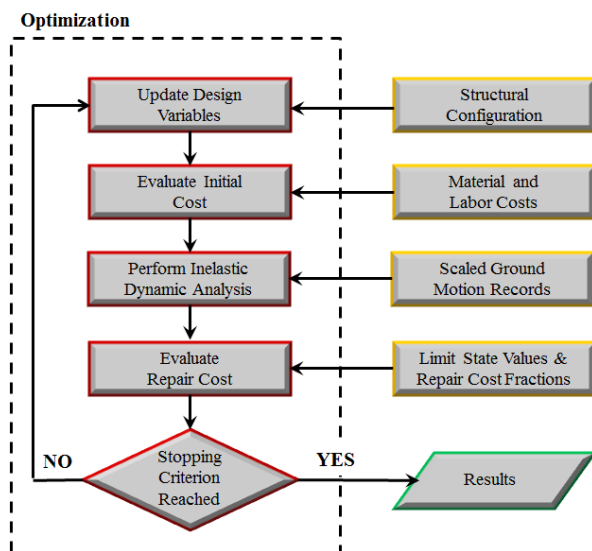 Optimization
Update Design
Variables
Structural
Configuration
Evaluate Initial
Cost
Material and
Labor Costs
Perform Inelastic
Dynamic Analysis
Scaled Ground
Motion Records
Evaluate
Repair Cost
Limit State Values &
Repair Cost Fractions
NO
Stopping
Criterion
Reached
YES
Results